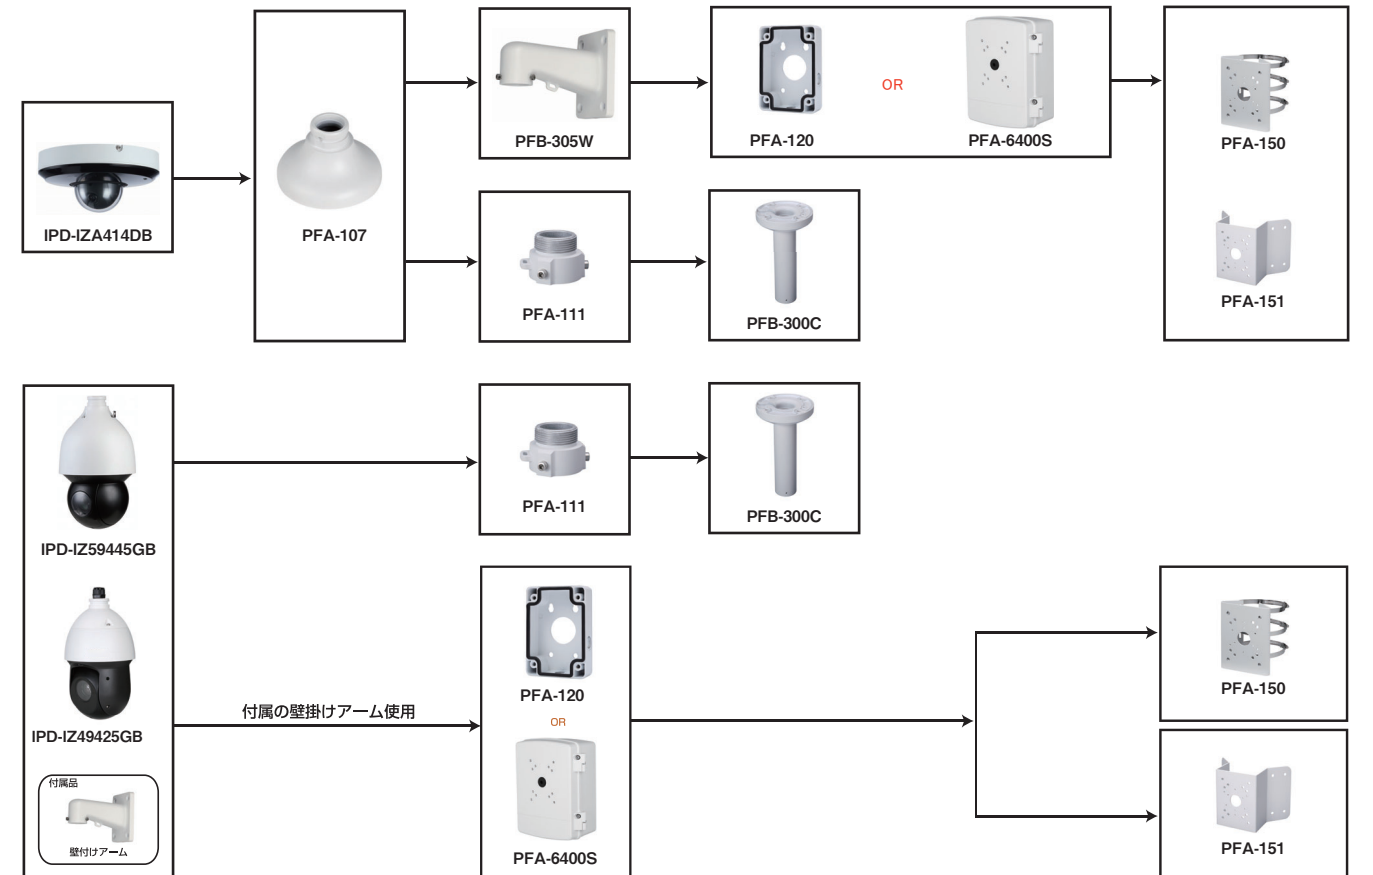 IPD-IZA414DB
PFA-107
PFB-305W
PFA-120
OR
PFA-6400S
PFA-150
PFA-151
PFA-111
PFB-300C
IPD-IZ59445GB
IPD-IZ49425GB
付属品
壁付けアーム
PFA-111
PFB-300C
付属の壁掛けアーム使用
PFA-120
OR
PFA-6400S
PFA-150
PFA-151